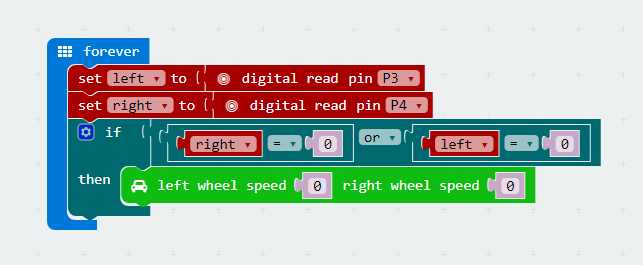 forever
set left to digital read pin P3
set right to digital read pin P4
if right = 0 or left = 0
then left wheel speed 0 right wheel speed 0